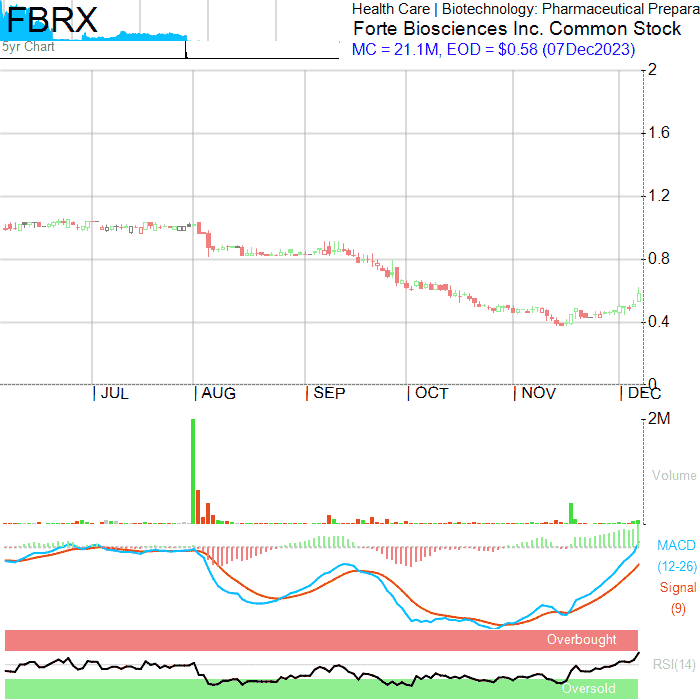 FBRX
5yr Chart
Health Care | Biotechnology: Pharmaceutical Prepara
Forte Biosciences Inc. Common Stock
MC = 21.1M, EOD = $0.58 (07Dec2023)
2
1.6
1.2
0.8
0.4
0
JUL
AUG
SEP
OCT
NOV
DEC
2M
Volume
MACD
(12-26)
Signal
(9)
Overbought
RSI(14)
Oversold